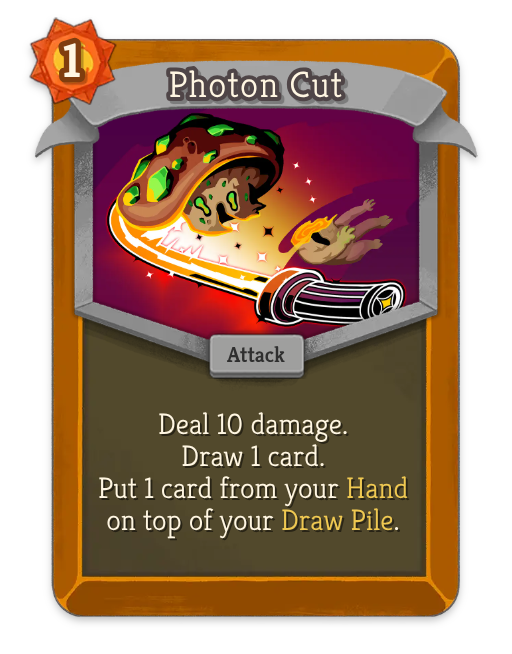 1
Photon Cut
Attack
Deal 10 damage.
Draw 1 card.
Put 1 card from your Hand
on top of your Draw Pile.